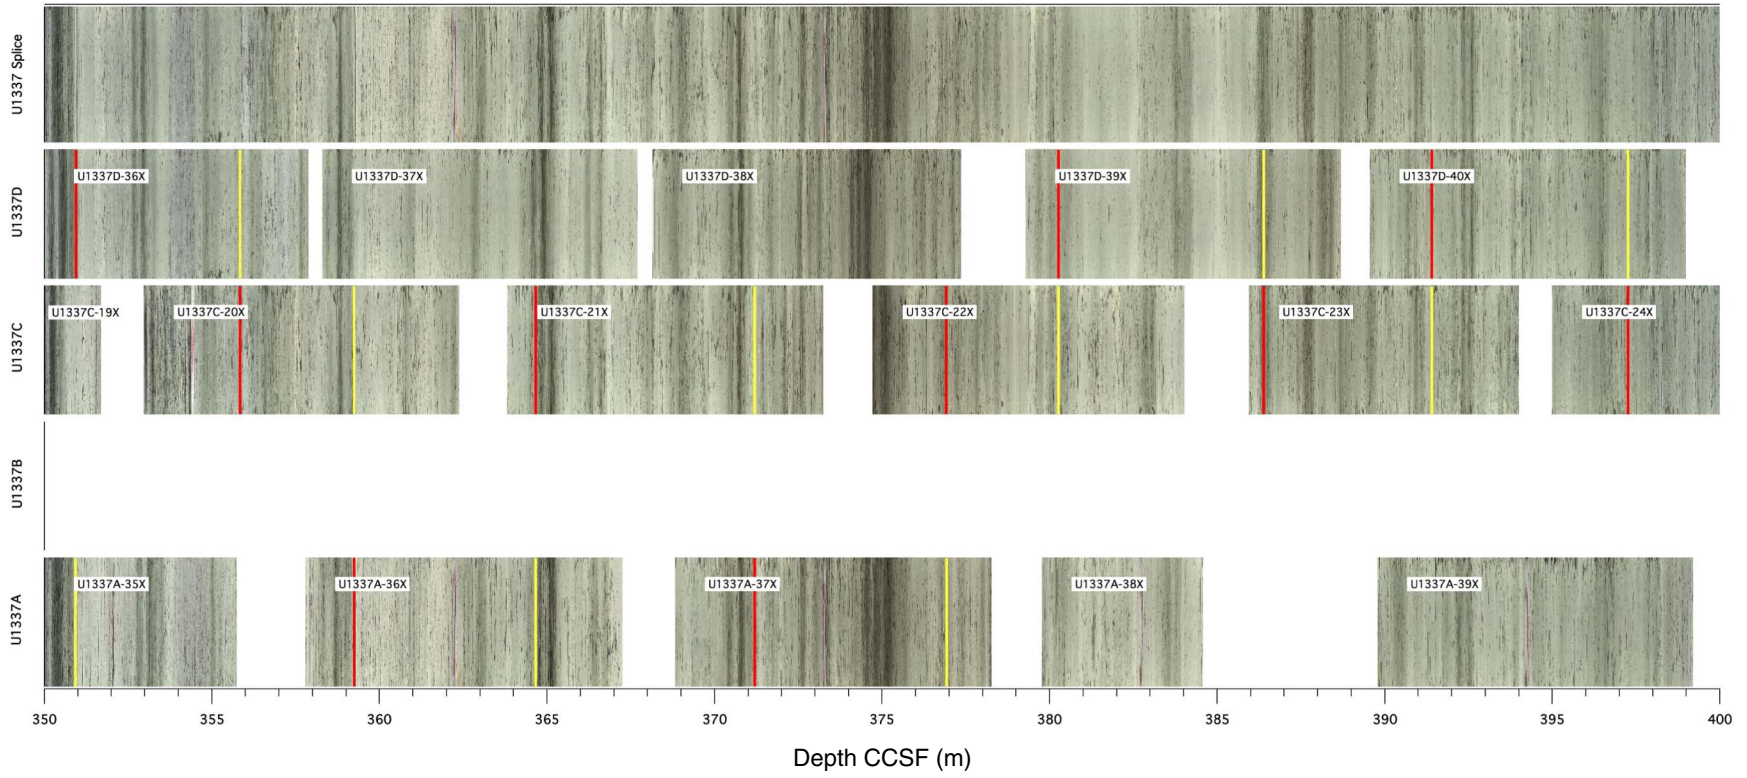 U1337 Splice
U1337D
U1337D-36X
U1337D-37X
U1337D-38X
U1337D-39X
U1337D-40X
U1337C
U1337C-19X
U1337C-20X
U1337C-21X
U1337C-22X
U1337C-23X
U1337C-24X
U1337B
U1337A
U1337A-35X
U1337A-36X
U1337A-37X
U1337A-38X
U1337A-39X
350 355 360 365 370 375 380 385 390 395 400
Depth CCSF (m)